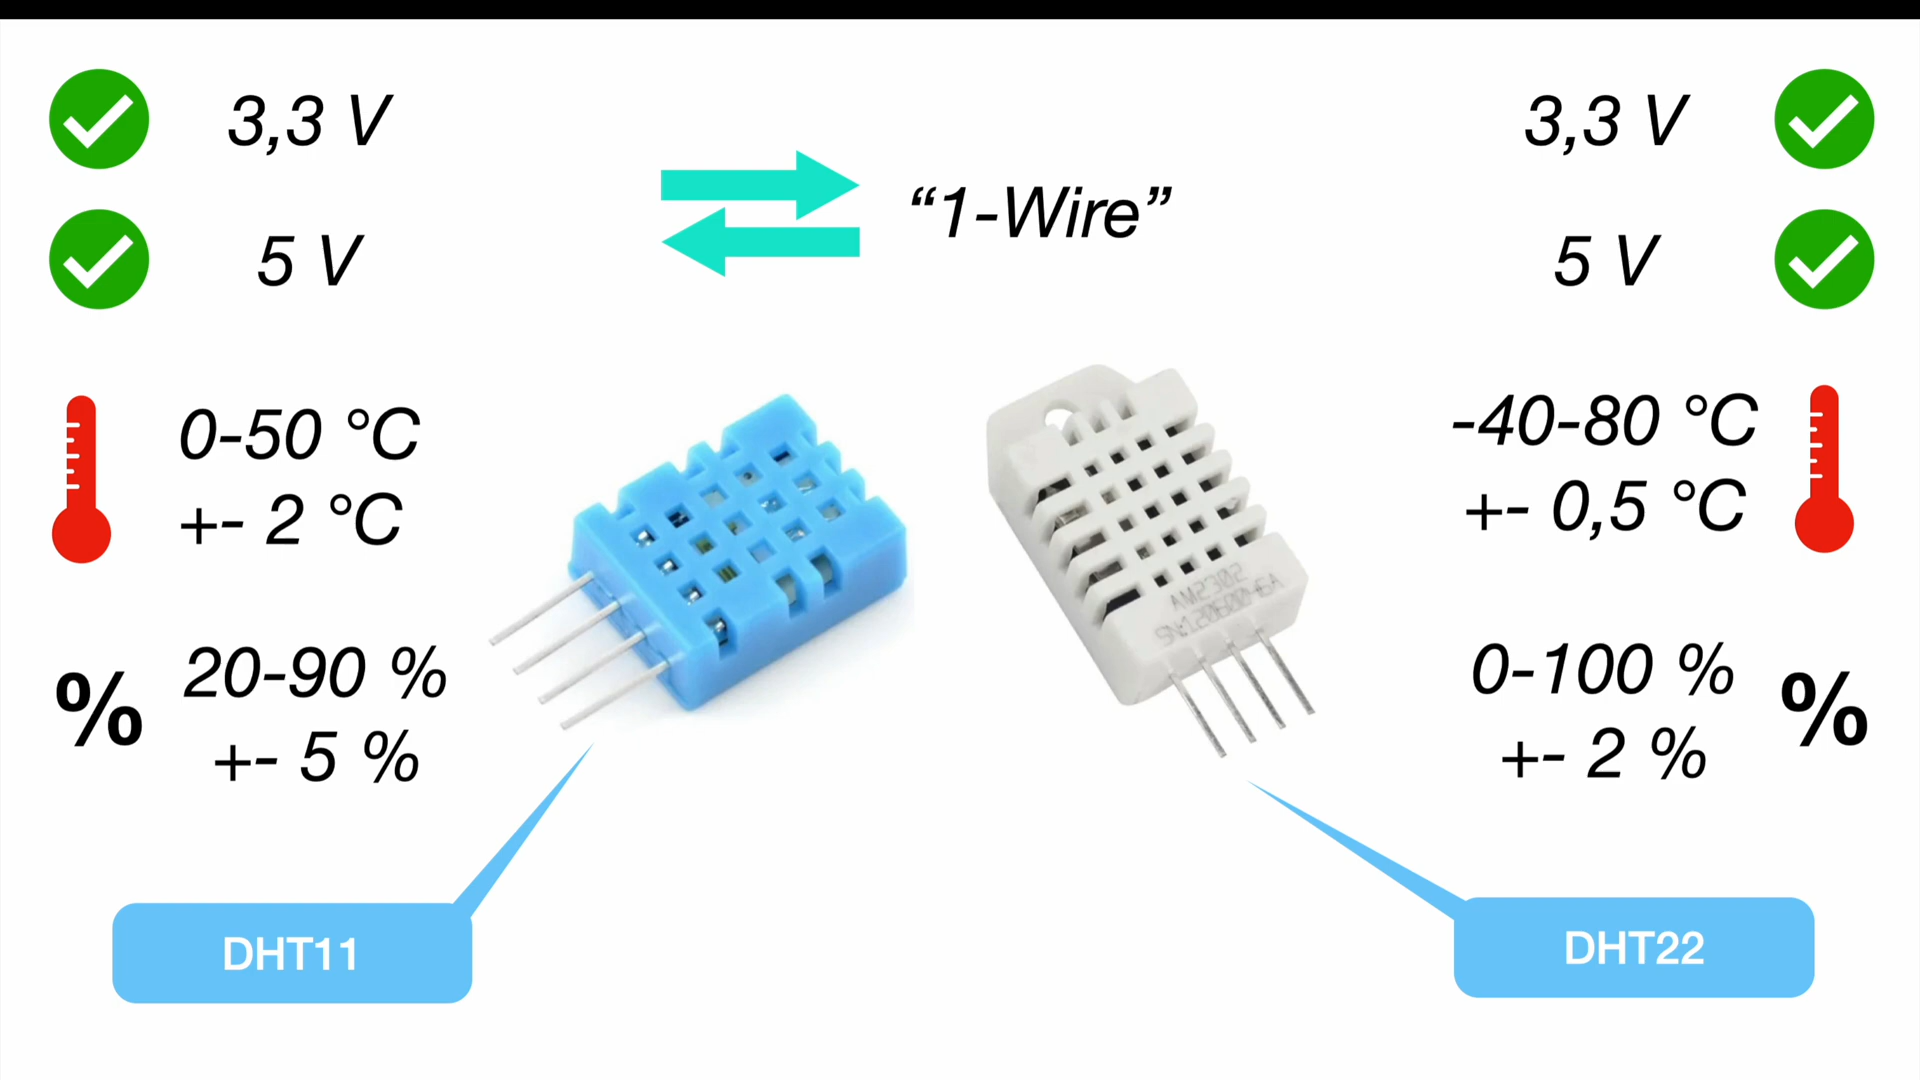 3,3 V
5 V
“1-Wire”
3,3 V
5 V
0-50 °C
+- 2 °C
-40-80 °C
+- 0,5 °C
%
20-90 %
+- 5 %
0-100 %
+- 2 %
%
AM2302
DHT11
DHT22